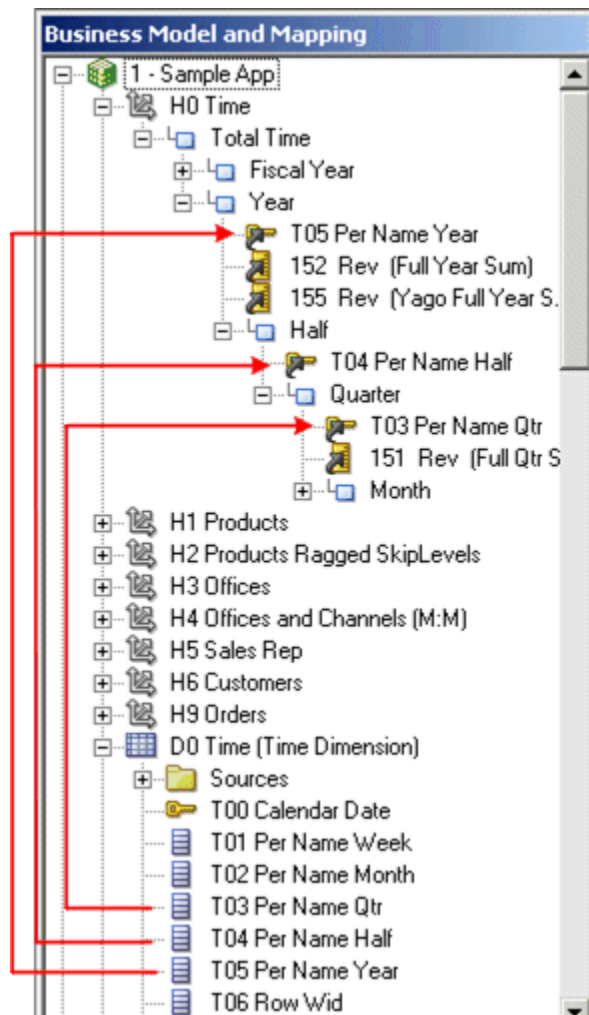 Business Model and Mapping
1 - Sample App
H0 Time
Total Time
Fiscal Year
Year
T05 Per Name Year
152 Rev (Full Year Sum)
155 Rev (Yago Full Year S.
Half
T04 Per Name Half
Quarter
T03 Per Name Qtr
151 Rev (Full Qtr S
Month
H1 Products
H2 Products Ragged SkipLevels
H3 Offices
H4 Offices and Channels (M:M)
H5 Sales Rep
H6 Customers
H9 Orders
D0 Time (Time Dimension)
Sources
T00 Calendar Date
T01 Per Name Week
T02 Per Name Month
T03 Per Name Qtr
T04 Per Name Half
T05 Per Name Year
T06 Row Wid